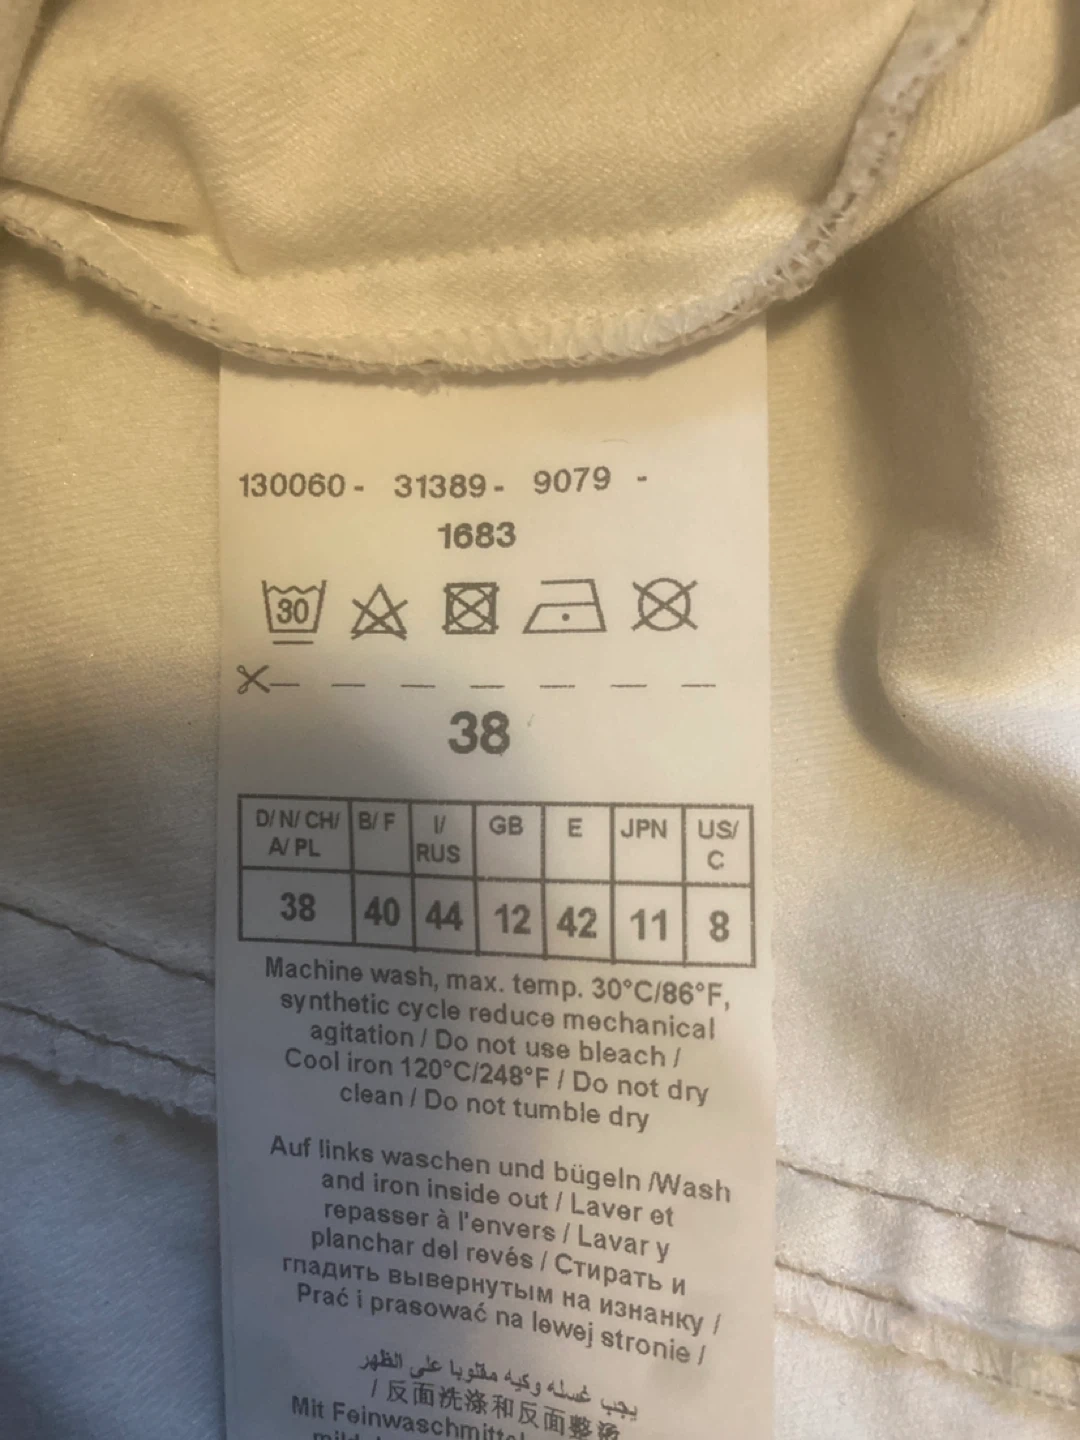 130060 - 31389 - 9079 -
1683
30
38
D/ N/ CH/ A/ PL B/ F I/ RUS GB E JPN US/ C
38 40 44 12 42 11 8
Machine wash, max. temp. 30°C/86°F,
synthetic cycle reduce mechanical
agitation / Do not use bleach /
Cool iron 120°C/248°F / Do not dry
clean / Do not tumble dry
Auf links waschen und bügeln /Wash
and iron inside out / Laver et
repasser à l'envers / Lavar y
planchar del revés / Стирать и
гладить вывернутым на изнанку /
Prać i prasować na lewej stronie /
يجب غسله وكيه مقلوبا على الظهر
/ 反面洗涤和反面整烫
Mit Feinwaschmittel